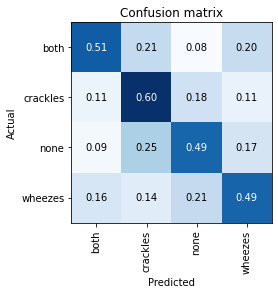 Confusion matrix
both 0.51 0.21 0.08 0.20
crackles 0.11 0.60 0.18 0.11
none 0.09 0.25 0.49 0.17
wheezes 0.16 0.14 0.21 0.49
Actual
both crackles none wheezes
Predicted